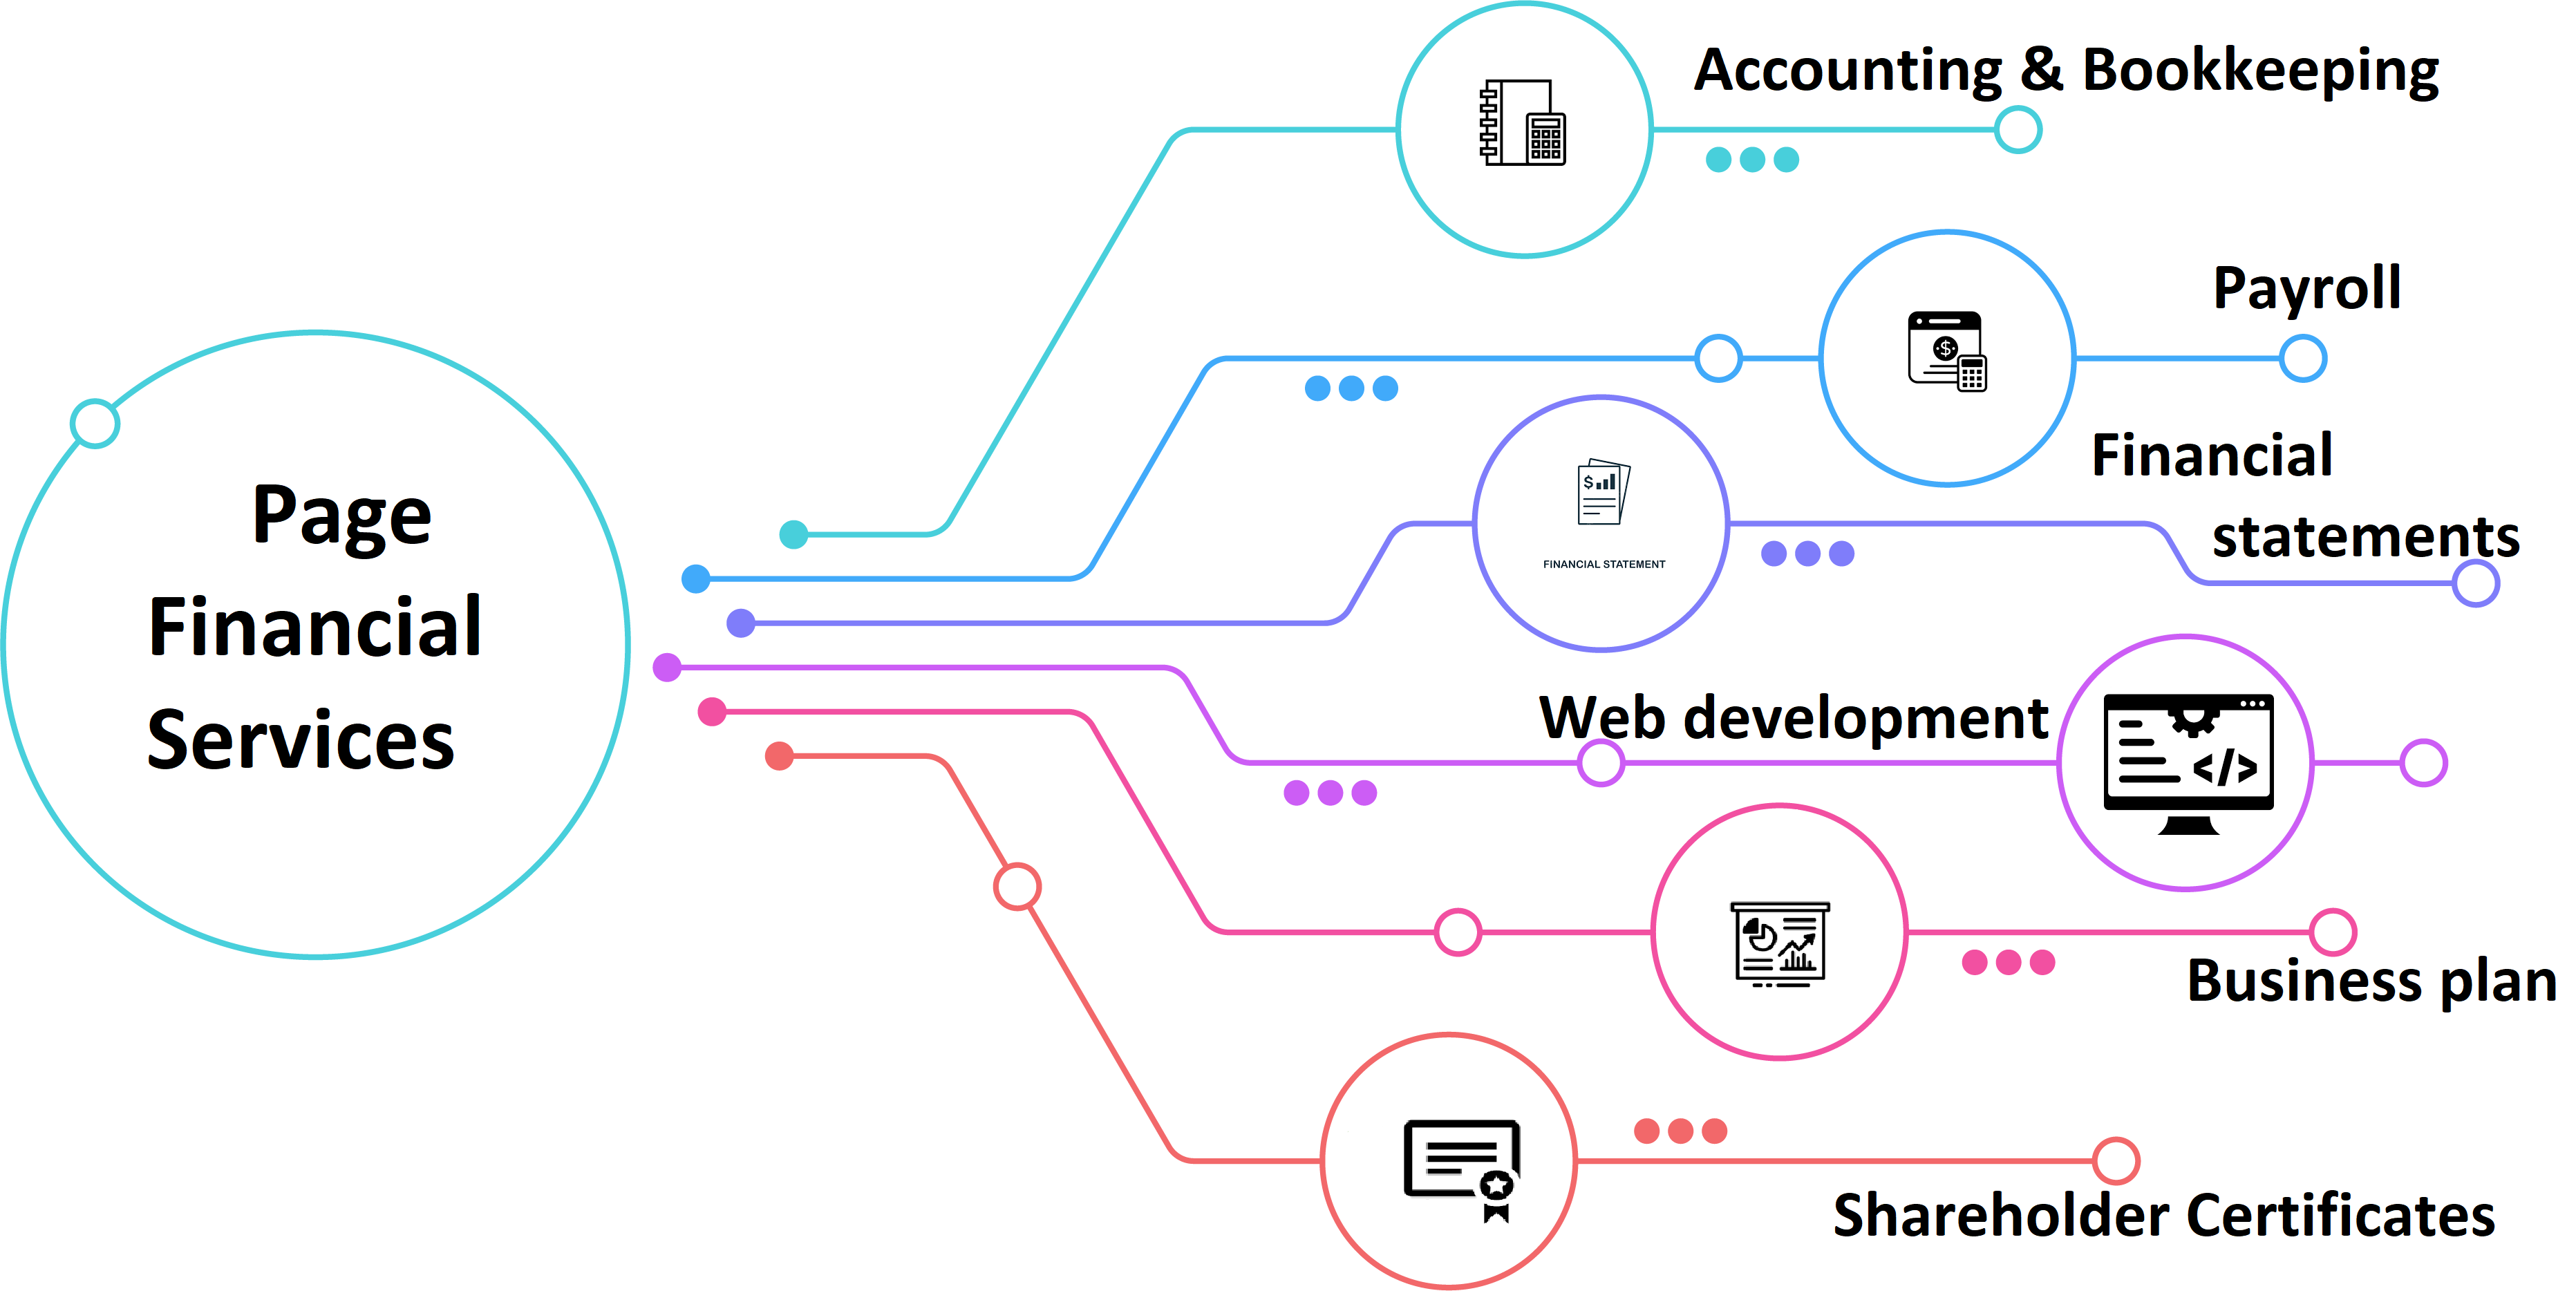 Page
Financial
Services
Accounting & Bookkeeping
Payroll
$
Financial
statements
$
FINANCIAL STATEMENT
Web development
</>
Business plan
Shareholder Certificates